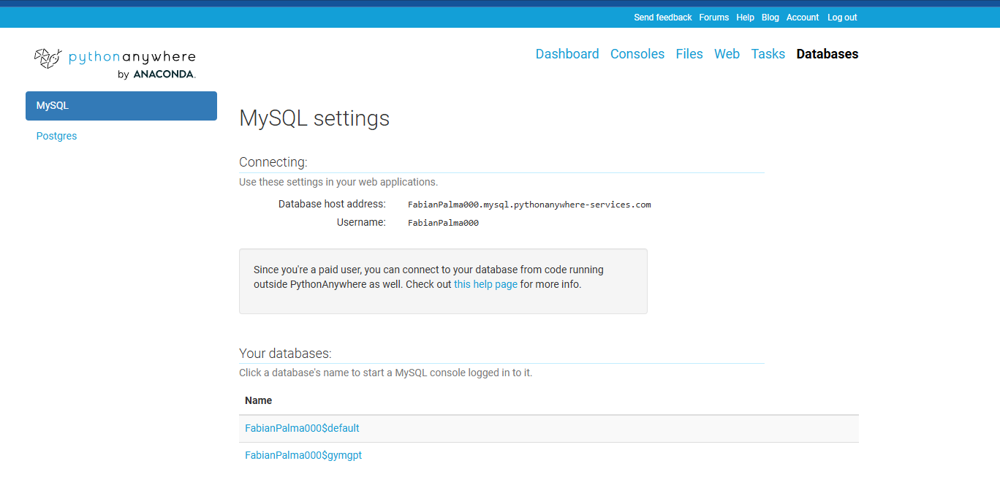 Send feedback Forums Help Blog Account Log out
pythonanywhere
by ANACONDA.
Dashboard Consoles Files Web Tasks Databases
MySQL
Postgres
MySQL settings
Connecting:
Use these settings in your web applications.
Database host address: FabianPalma000.mysql.pythonanywhere-services.com
Username: FabianPalma000
Since you're a paid user, you can connect to your database from code running
outside PythonAnywhere as well. Check out this help page for more info.
Your databases:
Click a database's name to start a MySQL console logged in to it.
Name
FabianPalma000$default
FabianPalma000$gymgpt